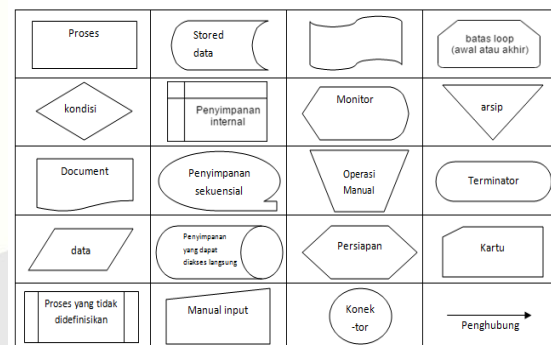 Proses
Stored
data
batas loop
(awal atau akhir)
kondisi
Penyimpanan
internal
Monitor
arsip
Document
Penyimpanan
sekuensial
Operasi
Manual
Terminator
data
Penyimpanan
yang dapat
diakses langsung
Persiapan
Kartu
Proses yang tidak
didefinisikan
Manual input
Konek
-tor
Penghubung